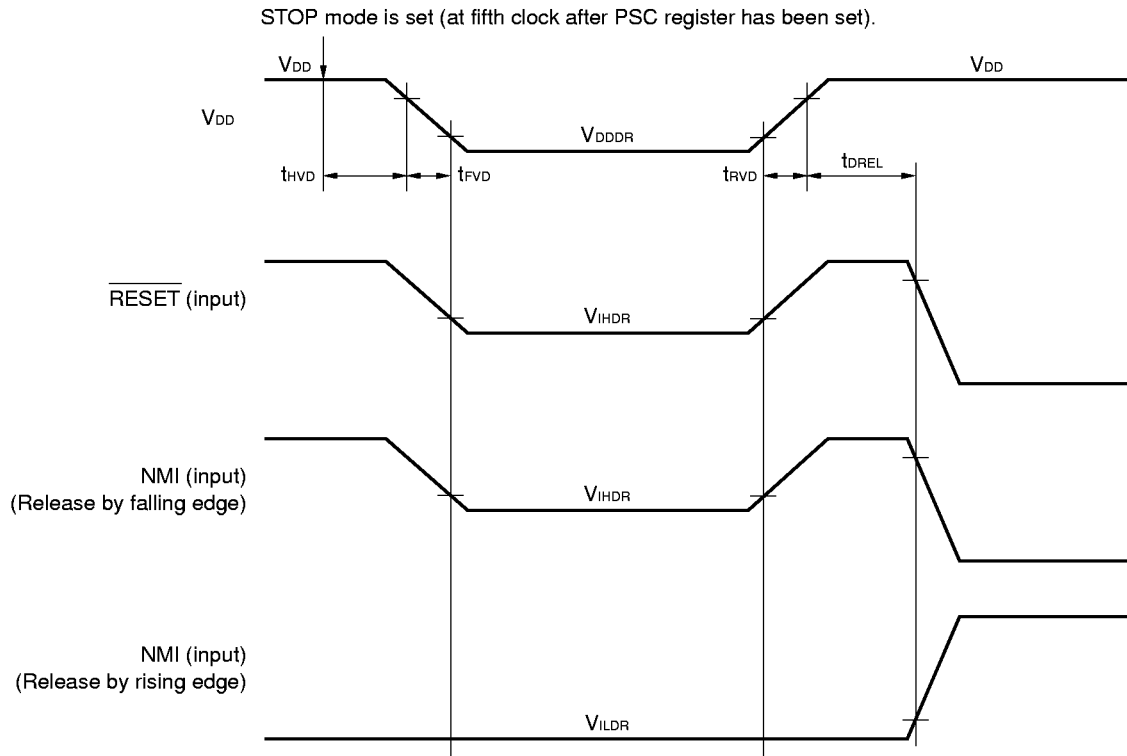 STOP mode is set (at fifth clock after PSC register has been set).
VDD
VDD
VDD
VDDDR
tHVD
tFVD
tRVD
tDREL
RESET (input)
VIHDR
NMI (input)
(Release by falling edge)
VIHDR
NMI (input)
(Release by rising edge)
VILDR